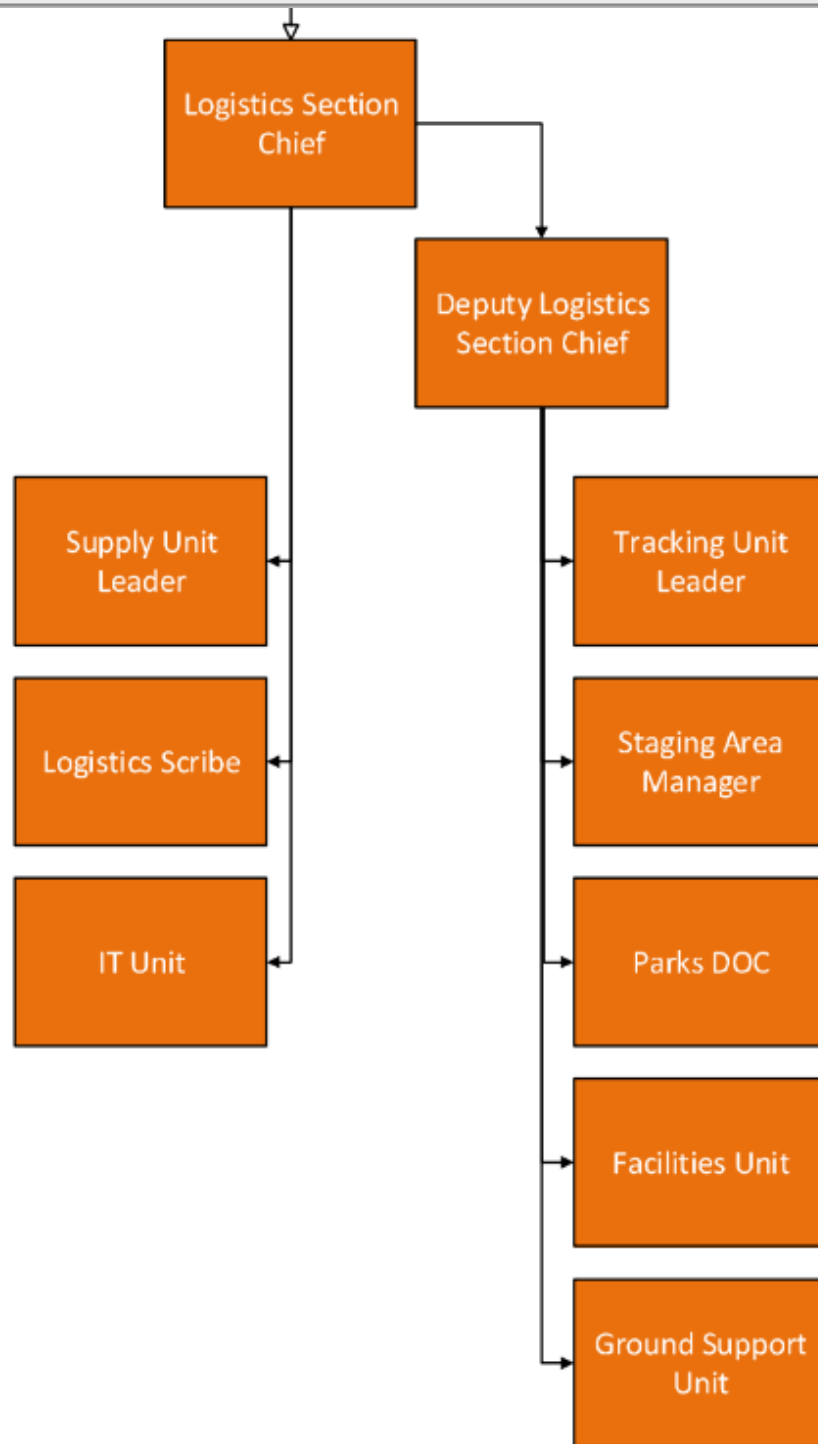 Logistics Section
Chief
Deputy Logistics
Section Chief
Supply Unit
Leader
Tracking Unit
Leader
Logistics Scribe
Staging Area
Manager
IT Unit
Parks DOC
Facilities Unit
Ground Support
Unit